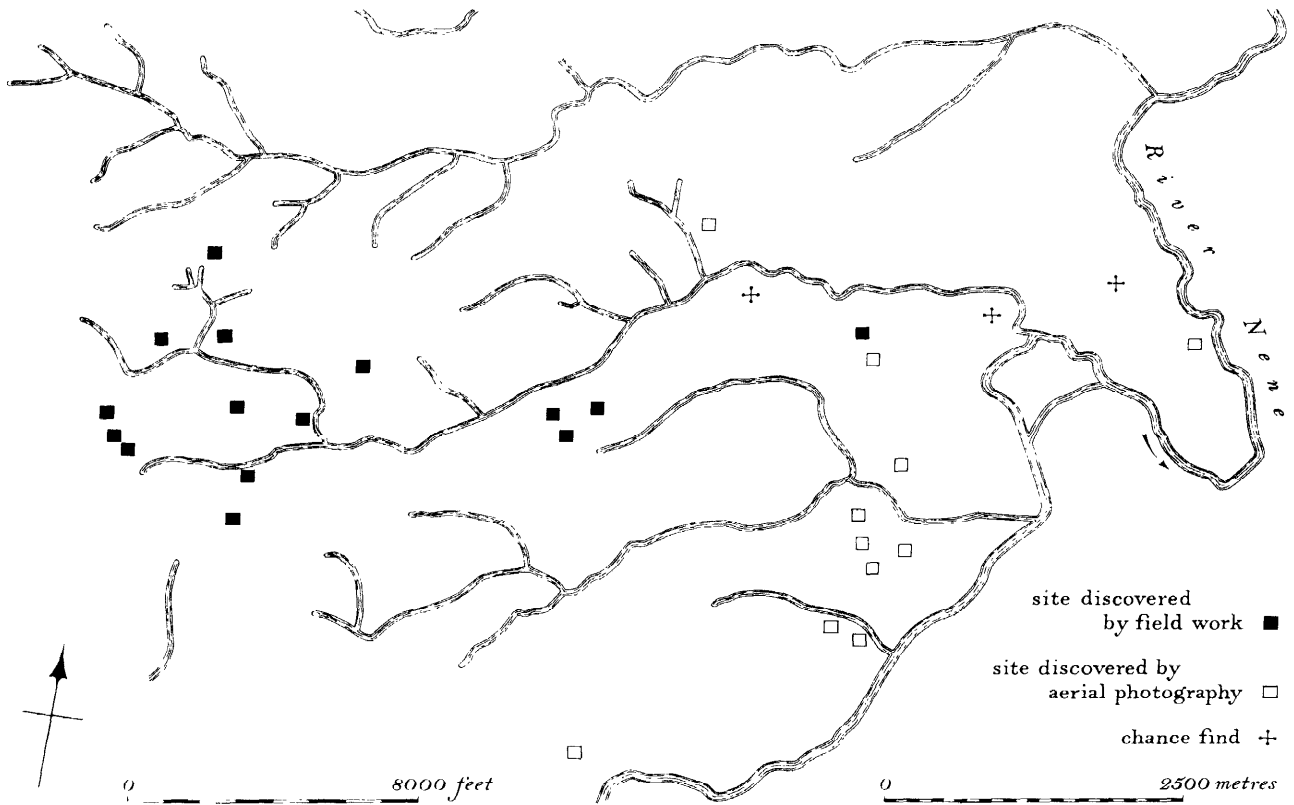 River Nene
site discovered
by field work
site discovered by
aerial photography
chance find
0 8000 feet
0 2500 metres